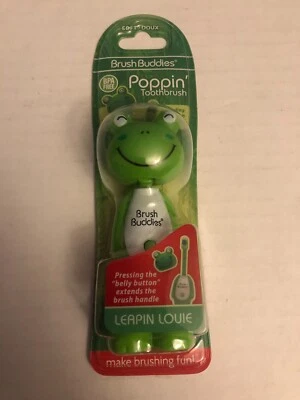 Brush Buddies®
BPA
FREE
Poppin'
Toothbrush
Brush
Buddies®
Pressing the
"belly button"
extends the
brush handle
LEAPIN LOUIE
make brushing fun!